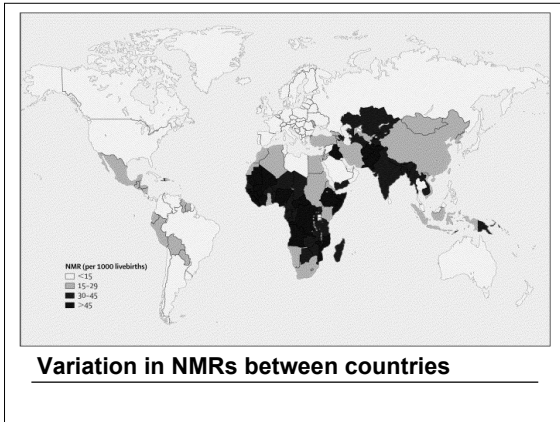 NMR (per 1000 livebirths)
<15
15–29
30–45
>45
Variation in NMRs between countries